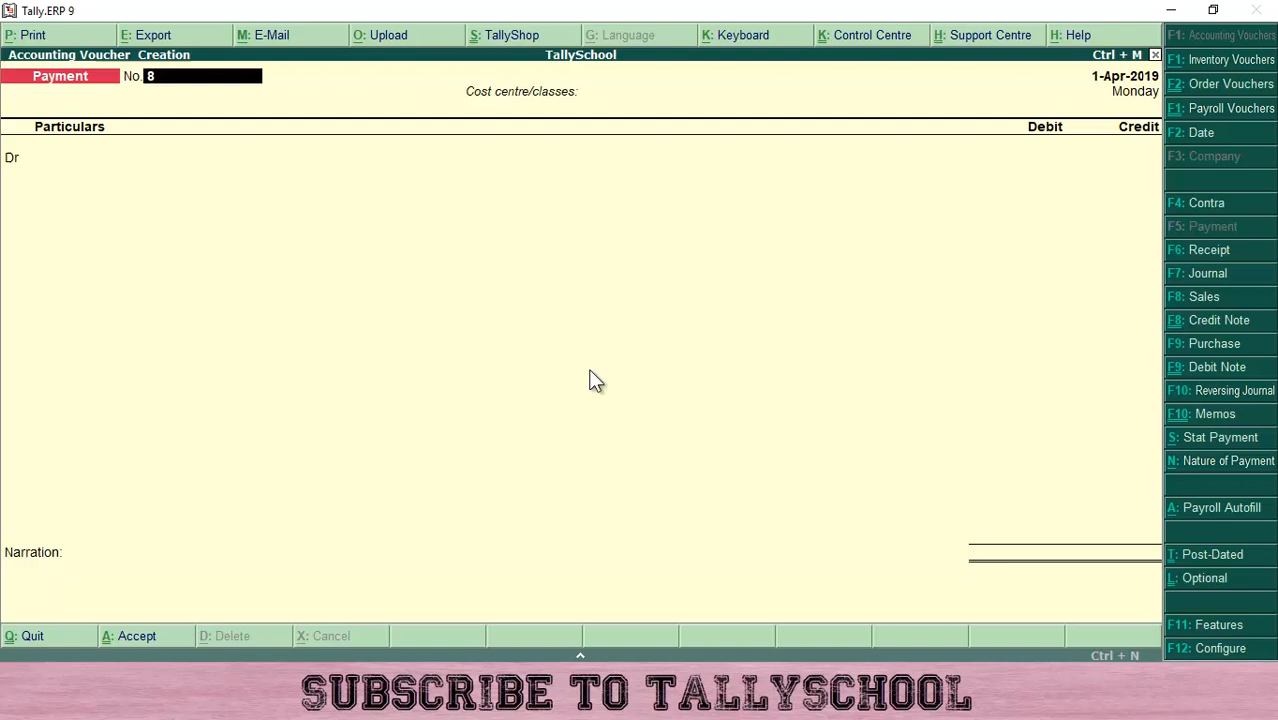 Tally.ERP 9
P: Print E: Export M: E-Mail O: Upload S: TallyShop G: Language K: Keyboard K: Control Centre H: Support Centre H: Help
Accounting Voucher Creation TallySchool Ctrl + M
Payment No. 8 1-Apr-2019
Cost centre/classes: Monday
Particulars Debit Credit
Dr
Narration:
Q: Quit A: Accept D: Delete X: Cancel
Ctrl + N
F1: Accounting Vouchers
F1: Inventory Vouchers
F2: Order Vouchers
F1: Payroll Vouchers
F2: Date
F3: Company
F4: Contra
F5: Payment
F6: Receipt
F7: Journal
F8: Sales
F8: Credit Note
F9: Purchase
F9: Debit Note
F10: Reversing Journal
F10: Memos
S: Stat Payment
N: Nature of Payment
A: Payroll Autofill
T: Post-Dated
L: Optional
F11: Features
F12: Configure
SUBSCRIBE TO TALLYSCHOOL